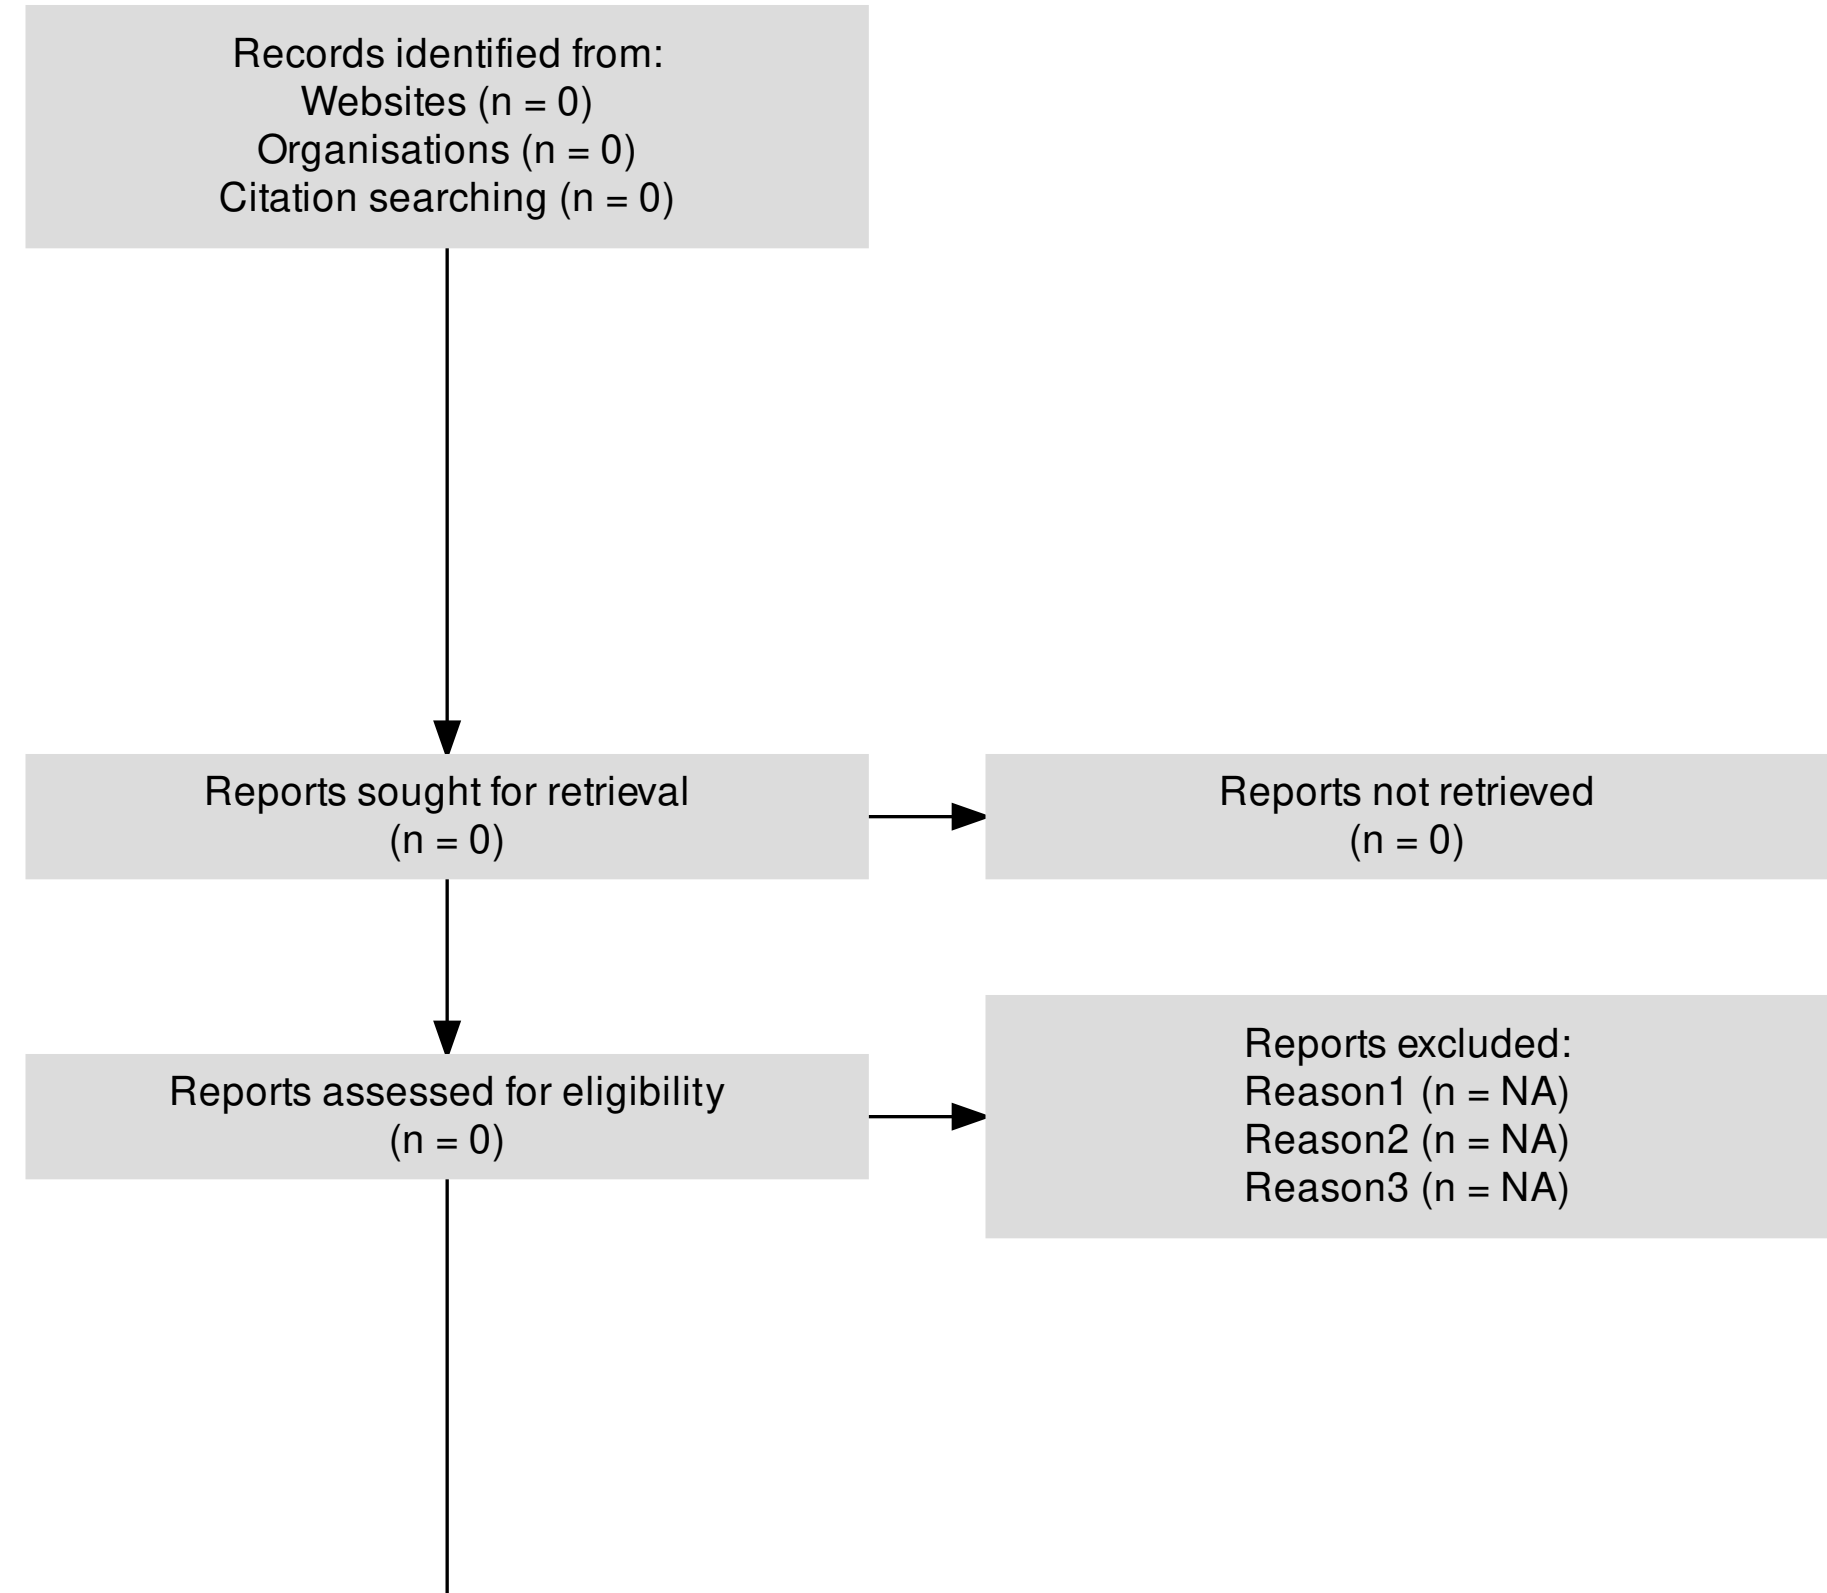 Records identified from:
Websites (n = 0)
Organisations (n = 0)
Citation searching (n = 0)
Reports sought for retrieval
(n = 0)
Reports not retrieved
(n = 0)
Reports assessed for eligibility
(n = 0)
Reports excluded:
Reason1 (n = NA)
Reason2 (n = NA)
Reason3 (n = NA)